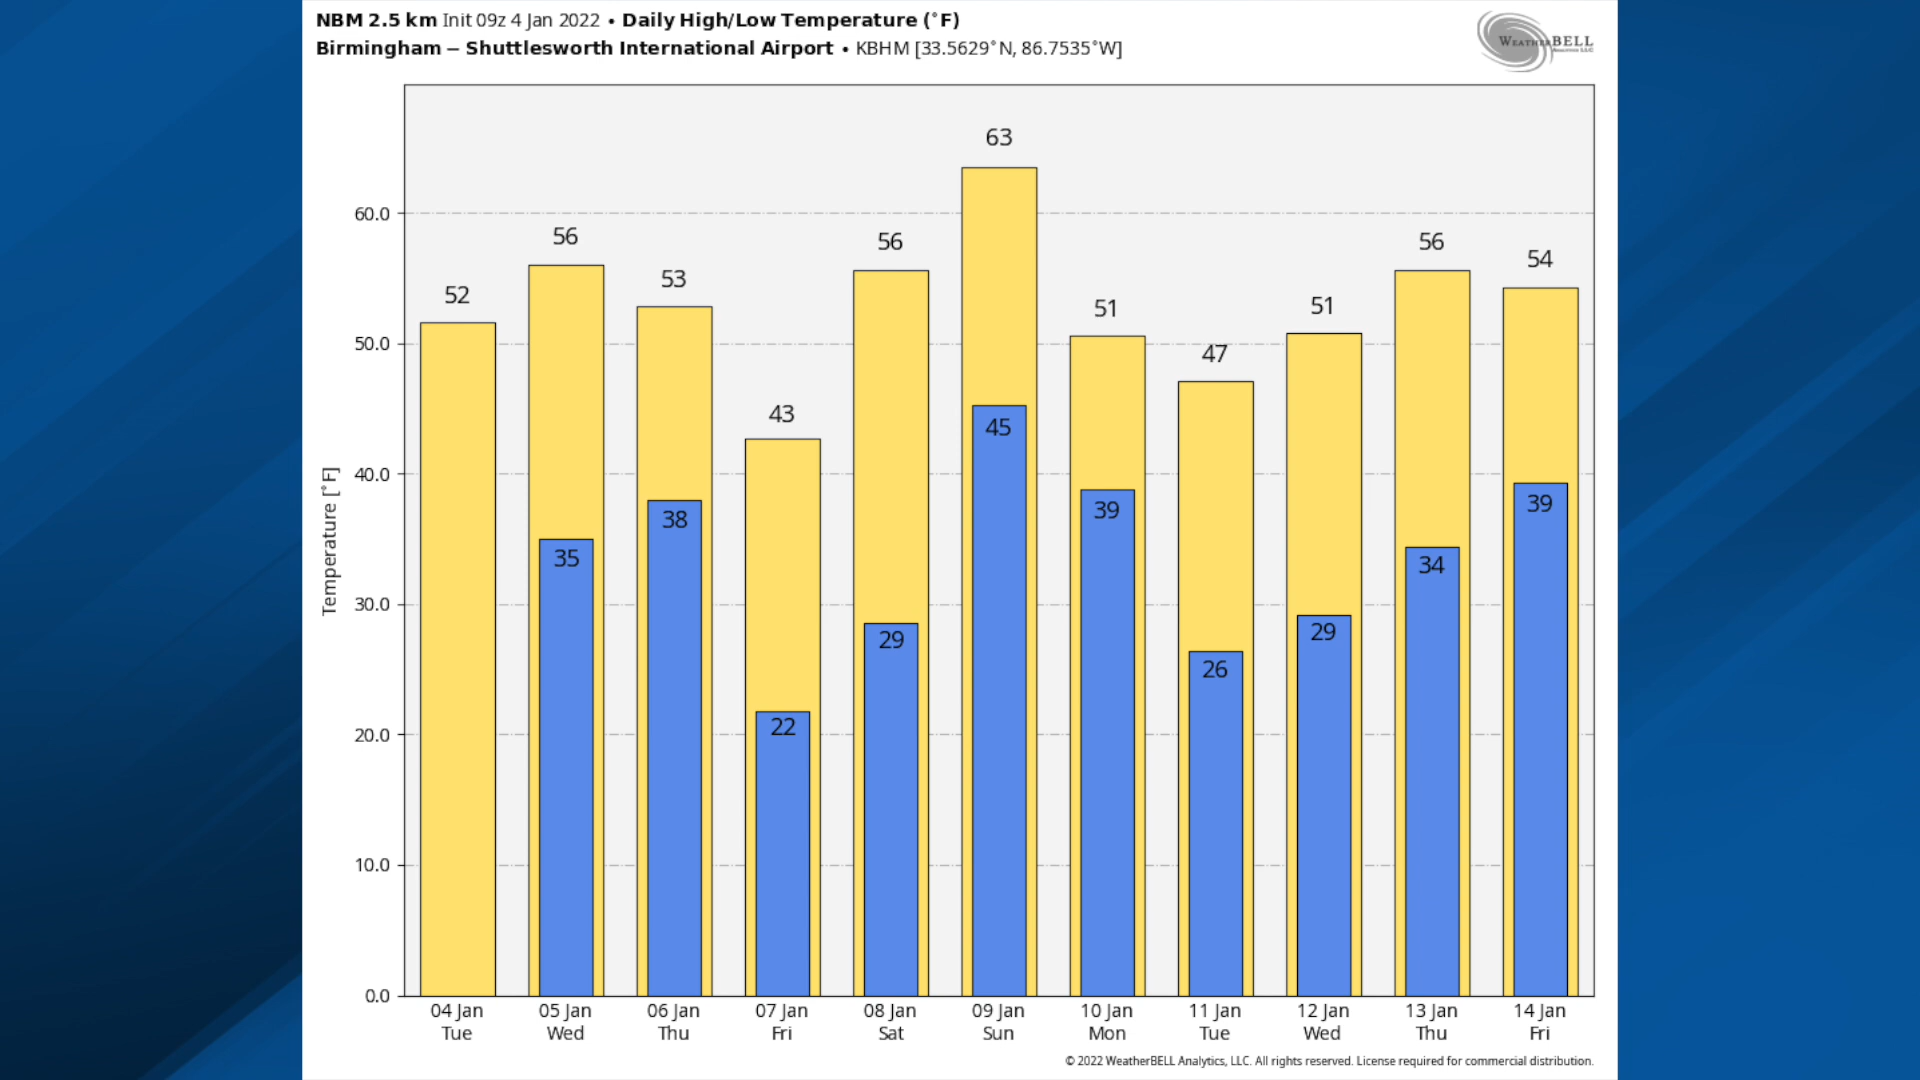 NBM 2.5 km Init 09z 4 Jan 2022 • Daily High/Low Temperature (°F)
Birmingham – Shuttlesworth International Airport • KBHM [33.5629°N, 86.7535°W]
WEATHERBELL
Temperature [°F]
60.0
50.0
40.0
30.0
20.0
10.0
0.0
52 56 53 43 56 63 51 47 51 56 54
35 38 22 29 45 39 26 29 34 39
04 Jan 05 Jan 06 Jan 07 Jan 08 Jan 09 Jan 10 Jan 11 Jan 12 Jan 13 Jan 14 Jan
Tue Wed Thu Fri Sat Sun Mon Tue Wed Thu Fri
© 2022 WeatherBELL Analytics, LLC. All rights reserved. License required for commercial distribution.